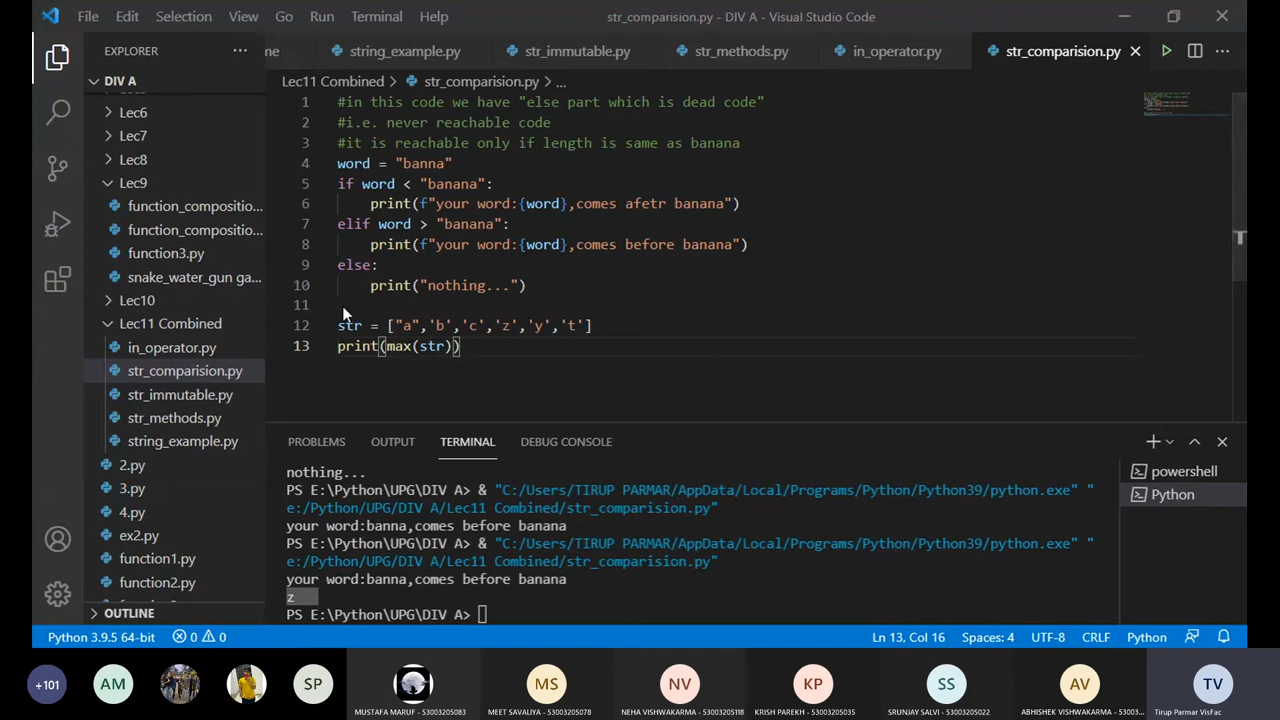 File Edit Selection View Go Run Terminal Help
str_comparision.py - DIV A - Visual Studio Code
EXPLORER
me string_example.py str_immutable.py str_methods.py in_operator.py str_comparision.py
DIV A
Lec6
Lec7
Lec8
Lec9
function_compositio...
function_compositio...
function3.py
snake_water_gun ga...
Lec10
Lec11 Combined
in_operator.py
str_comparision.py
str_immutable.py
str_methods.py
string_example.py
2.py
3.py
4.py
ex2.py
function1.py
function2.py
OUTLINE
Lec11 Combined > str_comparision.py > ...
1 #in this code we have "else part which is dead code"
2 #i.e. never reachable code
3 #it is reachable only if length is same as banana
4 word = "banna"
5 if word < "banana":
6 print(f"your word:{word},comes afetr banana")
7 elif word > "banana":
8 print(f"your word:{word},comes before banana")
9 else:
10 print("nothing...")
11
12 str = ["a",'b','c','z','y','t']
13 print(max(str))
PROBLEMS OUTPUT TERMINAL DEBUG CONSOLE
nothing...
PS E:\Python\UPG\DIV A> & "C:/Users/TIRUP PARMAR/AppData/Local/Programs/Python/Python39/python.exe" "
e:/Python/UPG/DIV A/Lec11 Combined/str_comparision.py"
your word:banna,comes before banana
PS E:\Python\UPG\DIV A> & "C:/Users/TIRUP PARMAR/AppData/Local/Programs/Python/Python39/python.exe" "
e:/Python/UPG/DIV A/Lec11 Combined/str_comparision.py"
your word:banna,comes before banana
z
PS E:\Python\UPG\DIV A>
powershell
Python
Python 3.9.5 64-bit 0 0 Ln 13, Col 16 Spaces: 4 UTF-8 CRLF Python
+101 AM SP MS NV KP SS AV TV
MUSTAFA MARUF - 53003205083 MEET SAVALIYA - 53003205078 NEHA VISHWAKARMA - 53003205118 KRISH PAREKH - 53003205035 SRUNJAY SALVI - 53003205022 ABHISHEK VISHWAKARMA - 53003... Tirup Parmar VisFac